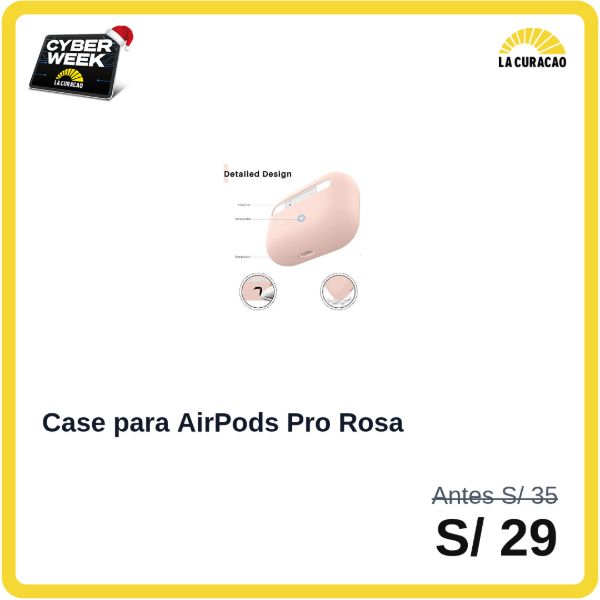 CYBER
WEEK
LA CURACAO
LA CURACAO
Detailed Design
Case para AirPods Pro Rosa
Antes S/ 35
S/ 29